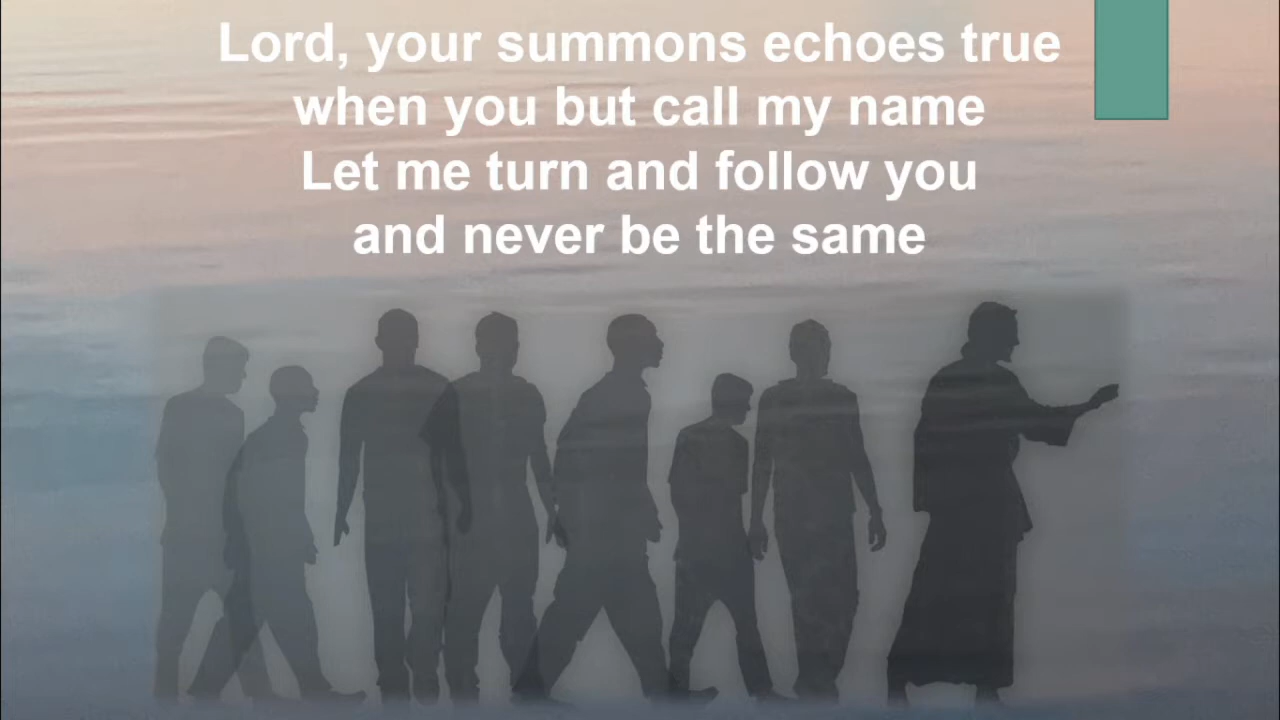 Lord, your summons echoes true
when you but call my name
Let me turn and follow you
and never be the same